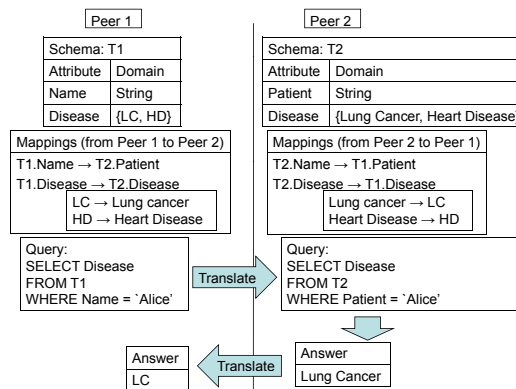 Peer 1
Peer 2
Schema: T1
Attribute Domain
Name String
Disease {LC, HD}
Schema: T2
Attribute Domain
Patient String
Disease {Lung Cancer, Heart Disease}
Mappings (from Peer 1 to Peer 2)
T1.Name → T2.Patient
T1.Disease → T2.Disease
LC → Lung cancer
HD → Heart Disease
Mappings (from Peer 2 to Peer 1)
T2.Name → T1.Patient
T2.Disease → T1.Disease
Lung cancer → LC
Heart Disease → HD
Query:
SELECT Disease
FROM T1
WHERE Name = `Alice’
Translate
Query:
SELECT Disease
FROM T2
WHERE Patient = `Alice’
Answer
Lung Cancer
Translate
Answer
LC